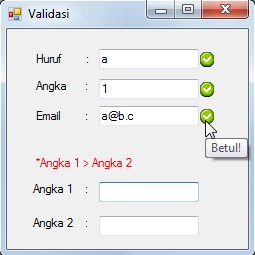 Validasi
Huruf : a
Angka : 1
Email : a@b.c
Betul!
*Angka 1 > Angka 2
Angka 1 :
Angka 2 :